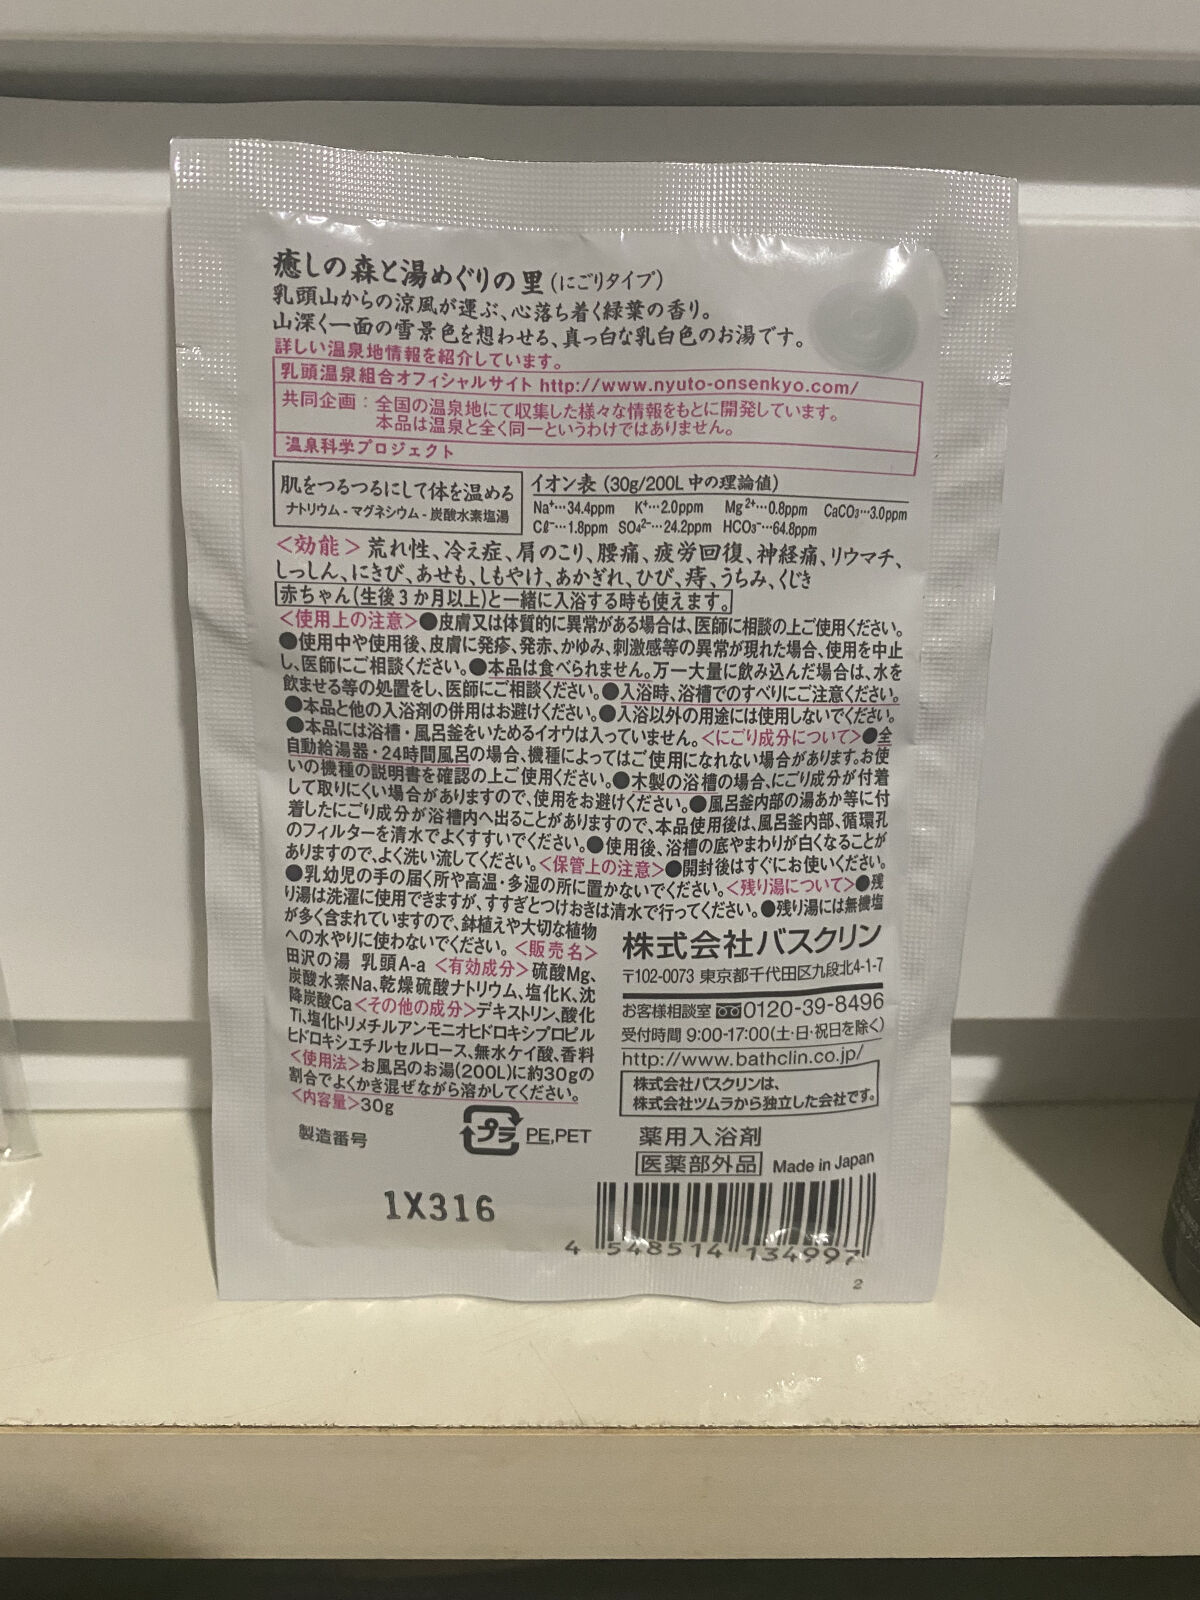 癒しの森と湯めぐりの里(にごりタイプ)
乳頭山からの涼風が運ぶ、心落ち着く緑葉の香り。
山深く一面の雪景色を想わせる、真っ白な乳白色のお湯です。
詳しい温泉地情報を紹介しています。
乳頭温泉組合オフィシャルサイト http://www.nyuto-onsenkyo.com/
共同企画：全国の温泉地にて収集した様々な情報をもとに開発しています。
本品は温泉と全く同一というわけではありません。
温泉科学プロジェクト
肌をつるつるにして体を温める
ナトリウム-マグネシウム-炭酸水素塩湯
イオン表 (30g/200L中の理論値)
Na⁺…34.4ppm K⁺…2.0ppm Mg²⁺…0.8ppm CaCO₃…3.0ppm
Cℓ⁻…1.8ppm SO₄²⁻…24.2ppm HCO₃⁻…64.8ppm
<効能>荒れ性、冷え症、肩のこり、腰痛、疲労回復、神経痛、リウマチ、
しっしん、にきび、あせも、しもやけ、あかぎれ、ひび、痔、うちみ、くじき
赤ちゃん(生後3か月以上)と一緒に入浴する時も使えます。
<使用上の注意>●皮膚又は体質的に異常がある場合は、医師に相談の上ご使用ください。
●使用中や使用後、皮膚に発疹、発赤、かゆみ、刺激感等の異常が現れた場合、使用を中止
し、医師にご相談ください。●本品は食べられません。万一大量に飲み込んだ場合は、水を
飲ませる等の処置をし、医師にご相談ください。●入浴時、浴槽でのすべりにご注意ください。
●本品と他の入浴剤の併用はお避けください。●入浴以外の用途には使用しないでください。
●本品には浴槽・風呂釜をいためるイオウは入っていません。<にごり成分について>●全
自動給湯器・24時間風呂の場合、機種によってはご使用になれない場合があります。お使
いの機種の説明書を確認の上ご使用ください。●木製の浴槽の場合、にごり成分が付着
して取りにくい場合がありますので、使用をお避けください。●風呂釜内部の湯あか等に付
着したにごり成分が浴槽内へ出ることがありますので、本品使用後は、風呂釜内部、循環孔
のフィルターを清水でよくすすいでください。●使用後、浴槽の底やまわりが白くなることが
ありますので、よく洗い流してください。<保管上の注意>●開封後はすぐにお使いください。
●乳幼児の手の届く所や高温・多湿の所に置かないでください。<残り湯について>●残
り湯は洗濯に使用できますが、すすぎとつけおきは清水で行ってください。●残り湯には無機塩
が多く含まれていますので、鉢植えや大切な植物
への水やりに使わないでください。<販売名>
田沢の湯 乳頭A-a <有効成分>硫酸Mg、
炭酸水素Na、乾燥硫酸ナトリウム、塩化K、沈
降炭酸Ca<その他の成分>デキストリン、酸化
Ti、塩化トリメチルアンモニオヒドロキシプロピル
ヒドロキシエチルセルロース、無水ケイ酸、香料
<使用法>お風呂のお湯(200L)に約30gの
割合でよくかき混ぜながら溶かしてください。
<内容量>30g
製造番号
プラ PE,PET
1X316
株式会社バスクリン
〒102-0073 東京都千代田区九段北4-1-7
お客様相談室 0120-39-8496
受付時間 9:00-17:00(土・日・祝日を除く)
http://www.bathclin.co.jp/
株式会社バスクリンは、
株式会社ツムラから独立した会社です。
薬用入浴剤
医薬部外品 Made in Japan
4 548514 134997
2